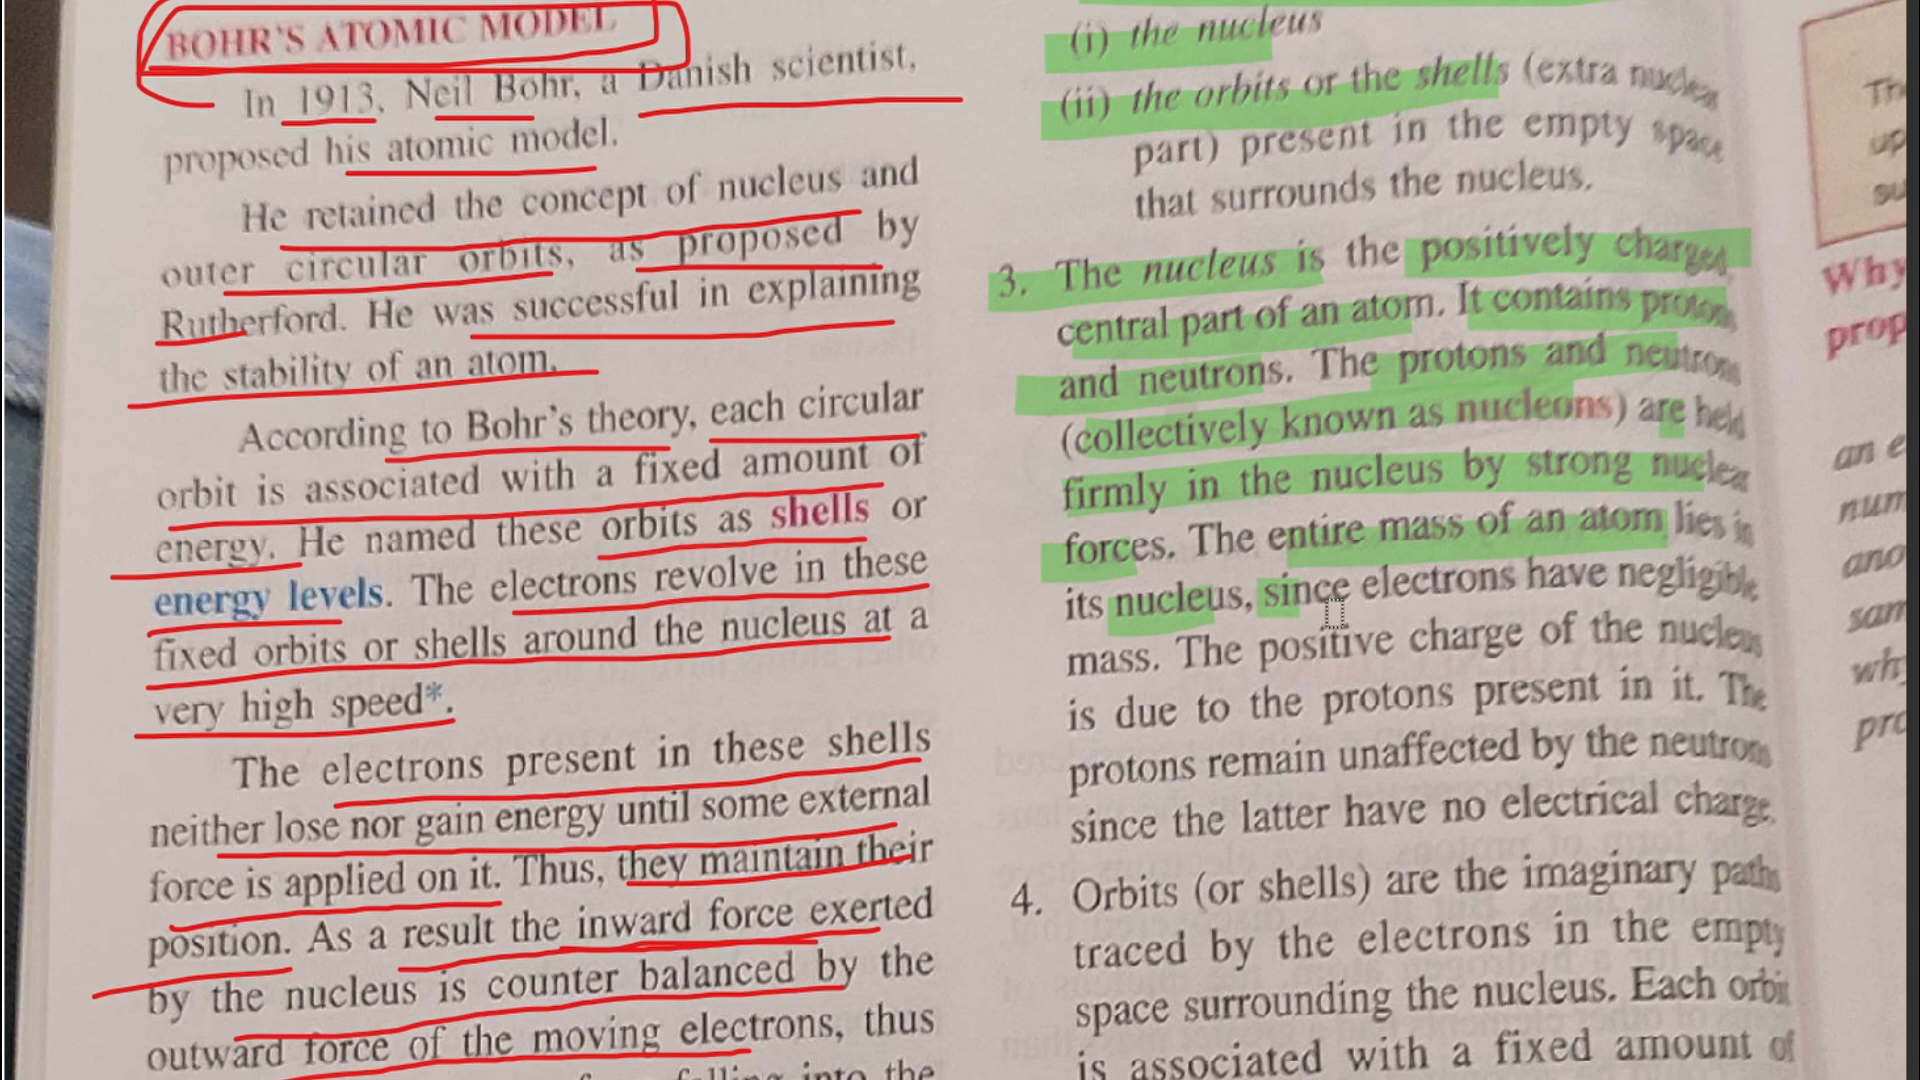 BOHR'S ATOMIC MODEL
In 1913, Neil Bohr, a Danish scientist,
proposed his atomic model.
He retained the concept of nucleus and
outer circular orbits, as proposed by
Rutherford. He was successful in explaining
the stability of an atom.
According to Bohr's theory, each circular
orbit is associated with a fixed amount of
energy. He named these orbits as shells or
energy levels. The electrons revolve in these
fixed orbits or shells around the nucleus at a
very high speed*.
The electrons present in these shells
neither lose nor gain energy until some external
force is applied on it. Thus, they maintain their
position. As a result the inward force exerted
by the nucleus is counter balanced by the
outward force of the moving electrons, thus
falling into the
(i) the nucleus
(ii) the orbits or the shells (extra nuclear
part) present in the empty space
that surrounds the nucleus.
3. The nucleus is the positively charged
central part of an atom. It contains protons
and neutrons. The protons and neutrons
(collectively known as nucleons) are held
firmly in the nucleus by strong nuclear
forces. The entire mass of an atom lies in
its nucleus, since electrons have negligible
mass. The positive charge of the nucleus
is due to the protons present in it. The
protons remain unaffected by the neutrons
since the latter have no electrical charge.
4. Orbits (or shells) are the imaginary paths
traced by the electrons in the empty
space surrounding the nucleus. Each orbit
is associated with a fixed amount of
Th
up
su
Why
prop
an e
num
ano
sam
why
pro